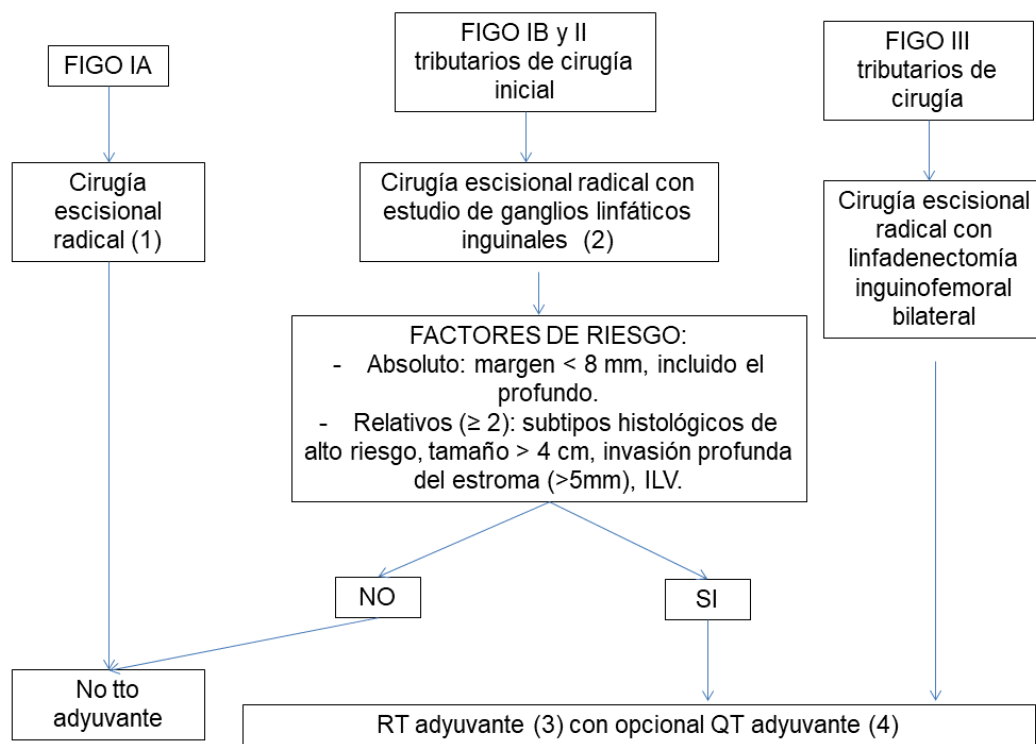 FIGO IA
FIGO IB y II
tributarios de cirugía
inicial
FIGO III
tributarios de
cirugía
Cirugía
escisional
radical (1)
Cirugía escisional radical con
estudio de ganglios linfáticos
inguinales (2)
Cirugía escisional
radical con
linfadenectomía
inguinofemoral
bilateral
FACTORES DE RIESGO:
- Absoluto: margen < 8 mm, incluido el
profundo.
- Relativos (≥ 2): subtipos histológicos de
alto riesgo, tamaño > 4 cm, invasión profunda
del estroma (>5mm), ILV.
NO
SI
No tto
adyuvante
RT adyuvante (3) con opcional QT adyuvante (4)